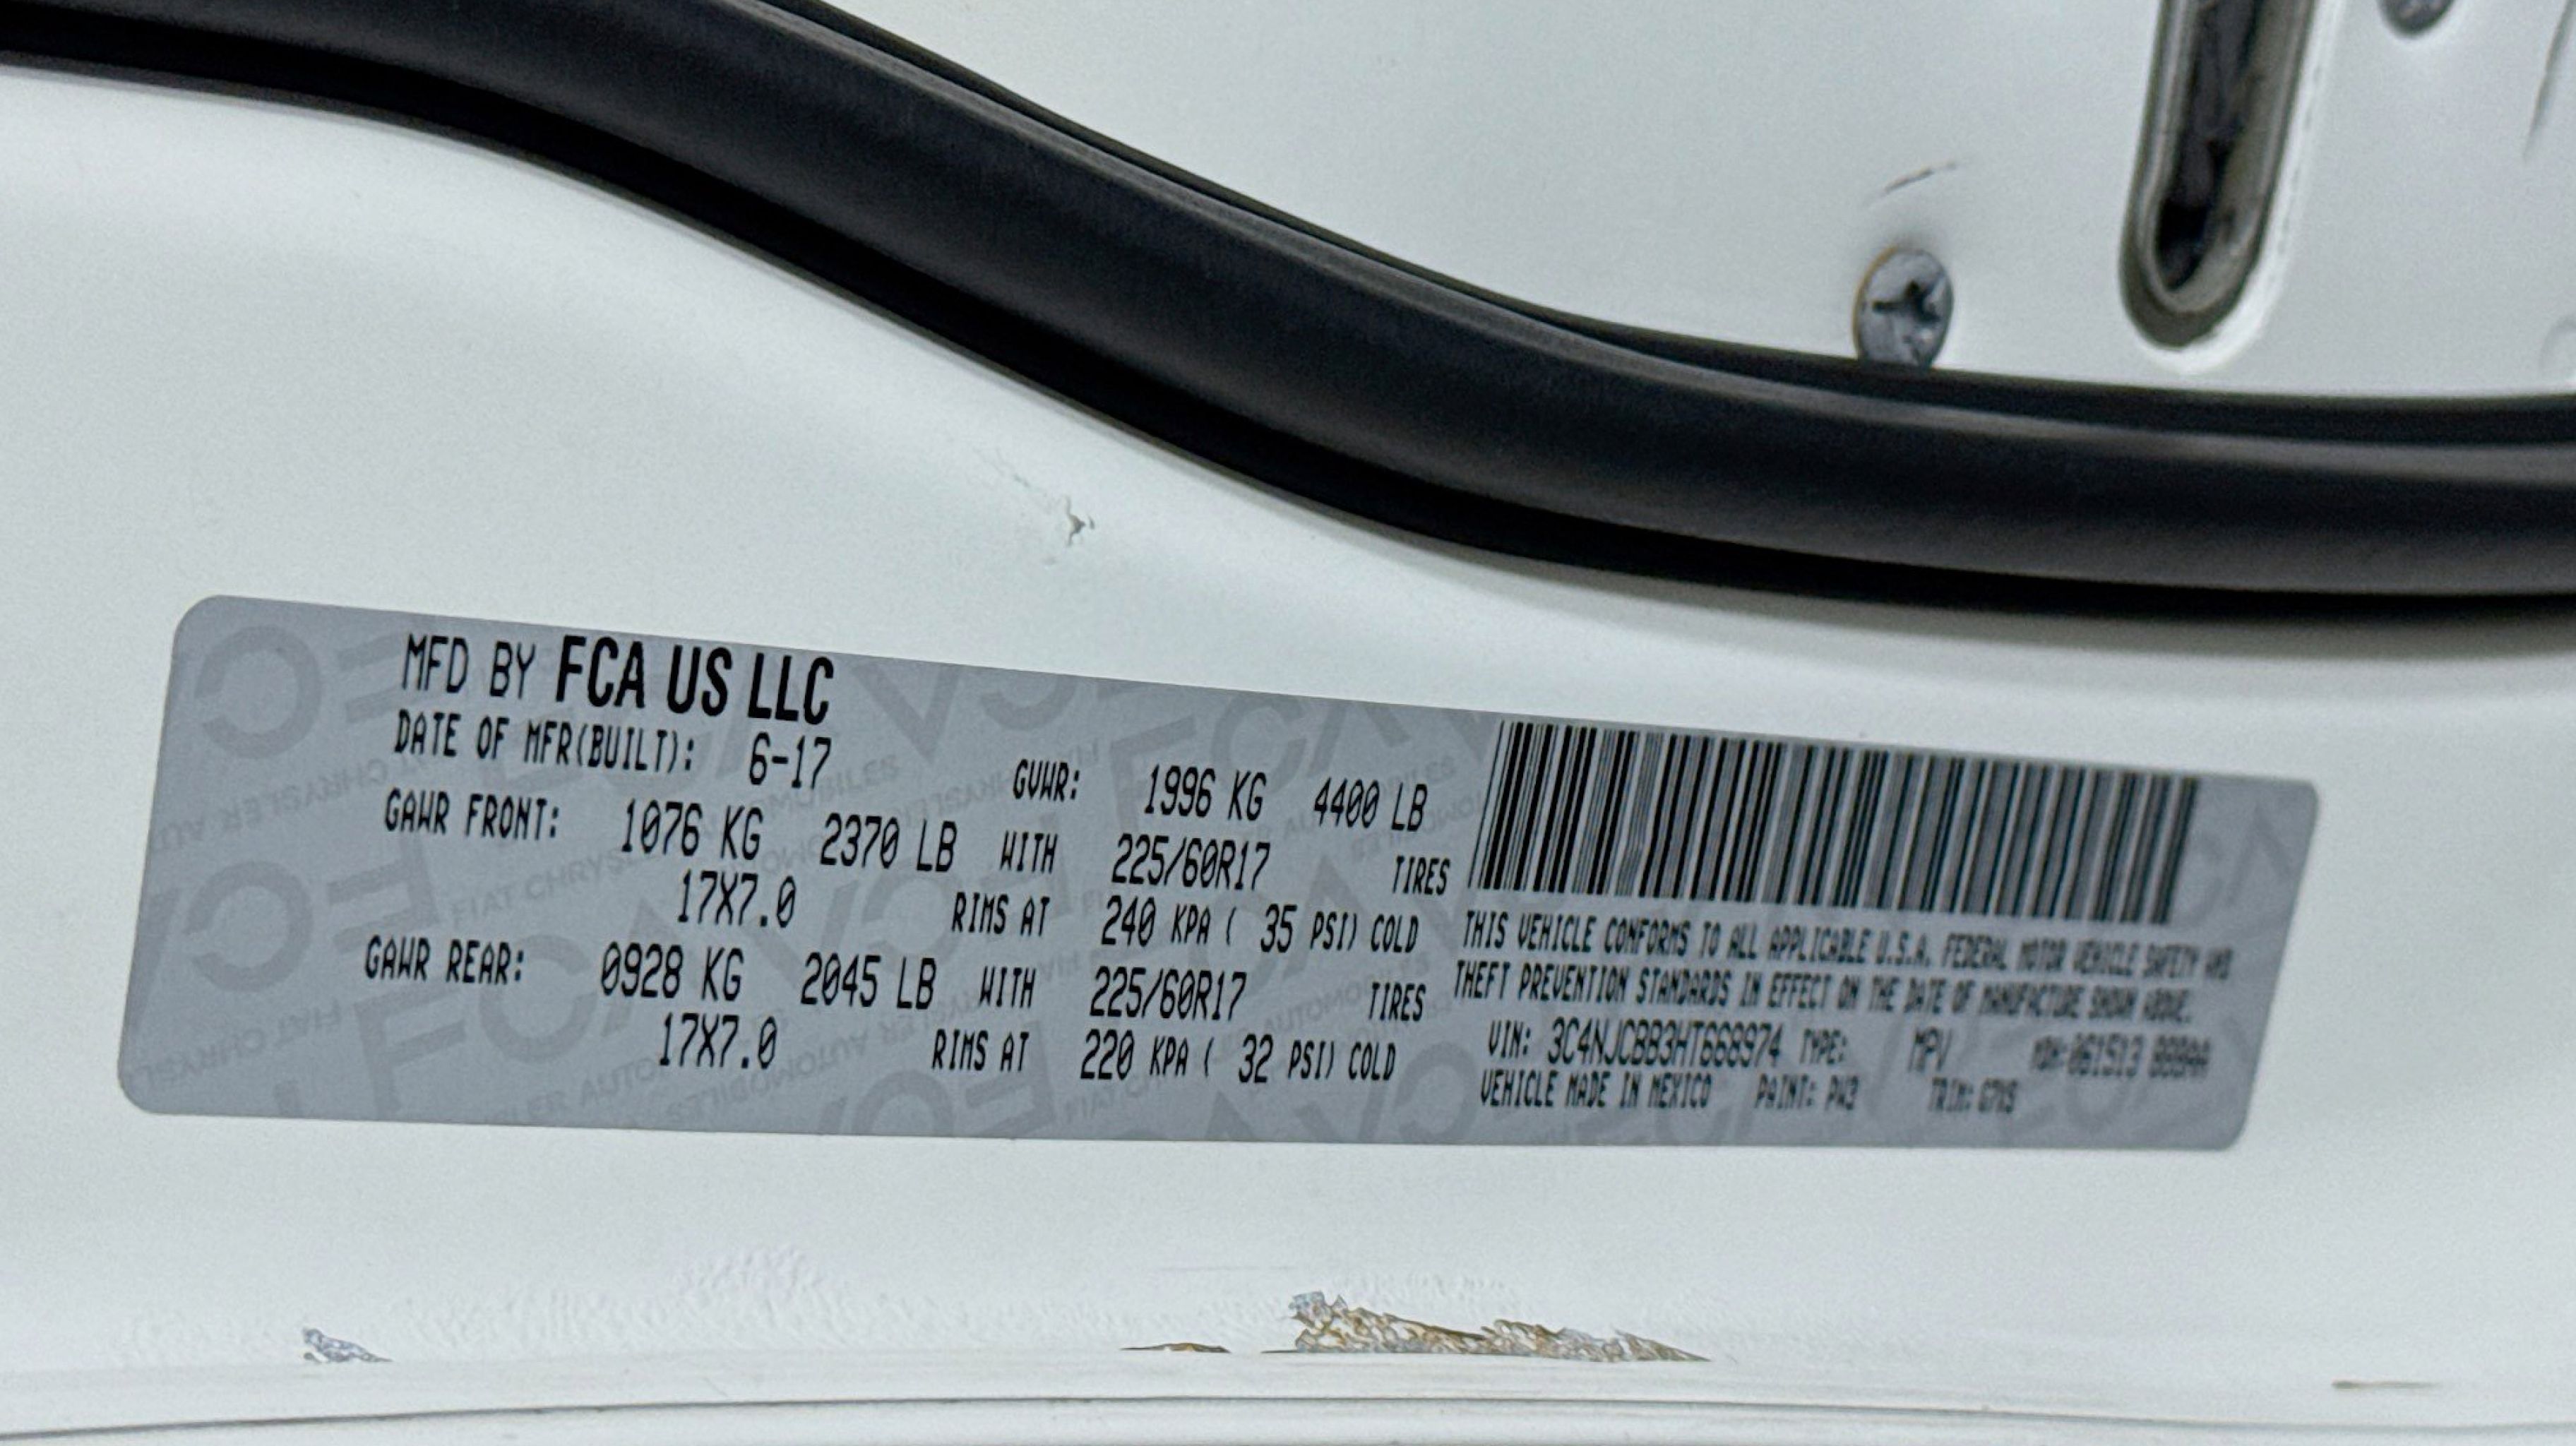 MFD BY FCA US LLC
DATE OF MFR(BUILT): 6-17 GVWR: 1996 KG 4400 LB
GAWR FRONT: 1076 KG 2370 LB WITH 225/60R17 TIRES
17X7.0 RIMS AT 240 KPA ( 35 PSI) COLD
GAWR REAR: 0928 KG 2045 LB WITH 225/60R17 TIRES
17X7.0 RIMS AT 220 KPA ( 32 PSI) COLD
THIS VEHICLE CONFORMS TO ALL APPLICABLE U.S.A. FEDERAL MOTOR VEHICLE SAFETY AND
THEFT PREVENTION STANDARDS IN EFFECT ON THE DATE OF MANUFACTURE SHOWN ABOVE.
VIN: 3C4NJCBB3HT668974 TYPE: MPV MDH:061513
VEHICLE MADE IN MEXICO PAINT: PW3 TRIM: